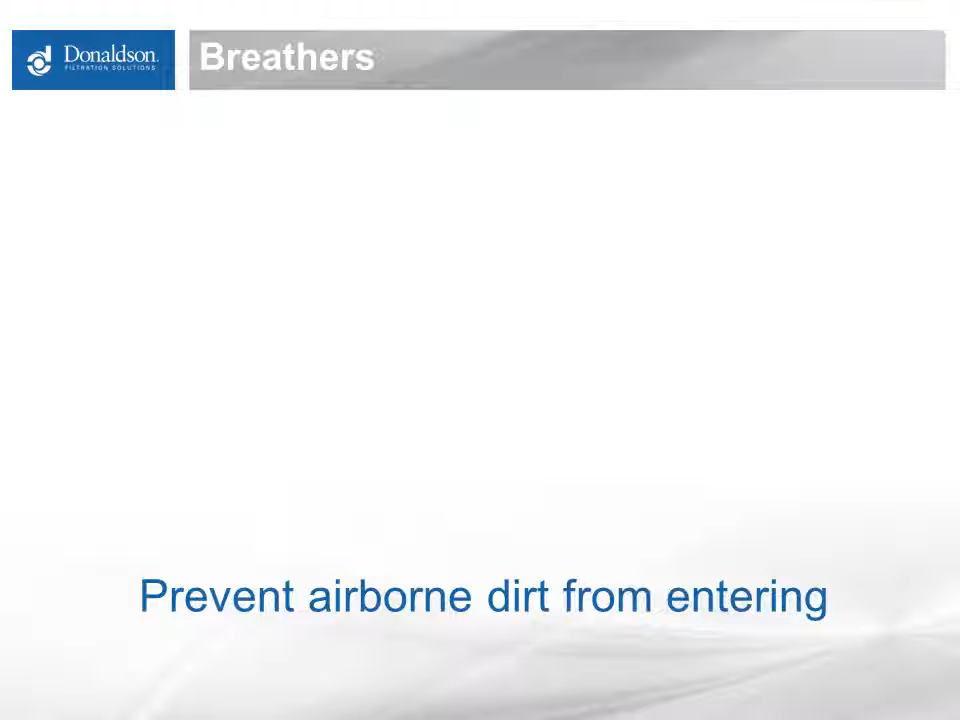 Donaldson.
FILTRATION SOLUTIONS
Breathers
Prevent airborne dirt from entering